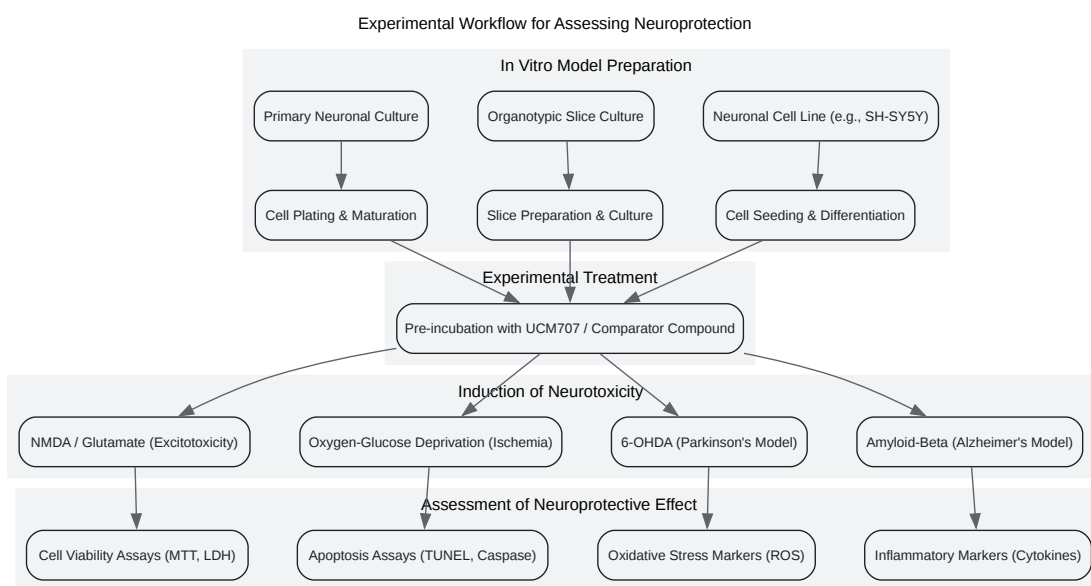 Experimental Workflow for Assessing Neuroprotection
In Vitro Model Preparation
Primary Neuronal Culture
Organotypic Slice Culture
Neuronal Cell Line (e.g., SH-SY5Y)
Cell Plating & Maturation
Slice Preparation & Culture
Cell Seeding & Differentiation
Experimental Treatment
Pre-incubation with UCM707 / Comparator Compound
Induction of Neurotoxicity
NMDA / Glutamate (Excitotoxicity)
Oxygen-Glucose Deprivation (Ischemia)
6-OHDA (Parkinson's Model)
Amyloid-Beta (Alzheimer's Model)
Assessment of Neuroprotective Effect
Cell Viability Assays (MTT, LDH)
Apoptosis Assays (TUNEL, Caspase)
Oxidative Stress Markers (ROS)
Inflammatory Markers (Cytokines)